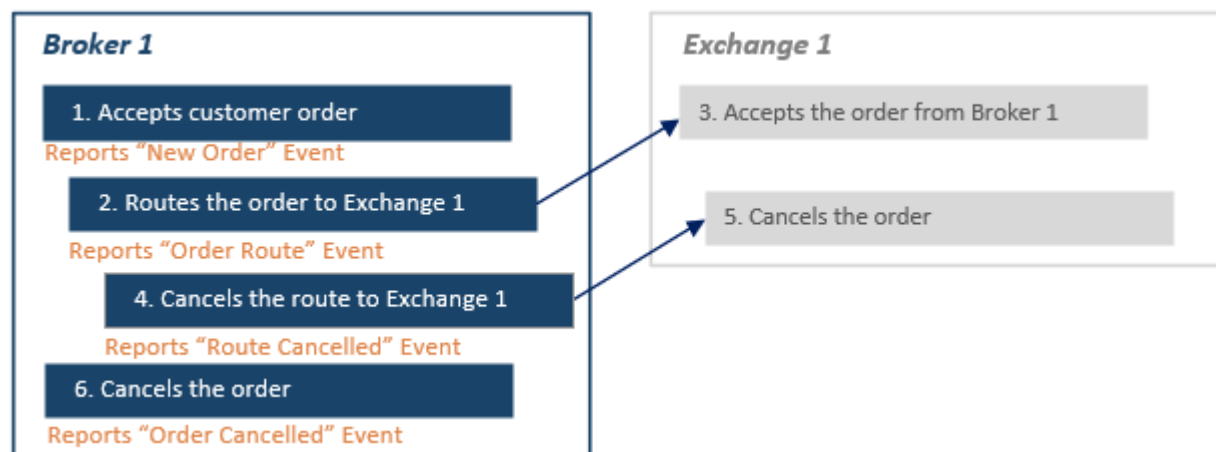 Broker 1
1. Accepts customer order
Reports “New Order” Event
2. Routes the order to Exchange 1
Reports “Order Route” Event
4. Cancels the route to Exchange 1
Reports “Route Cancelled” Event
6. Cancels the order
Reports “Order Cancelled” Event
Exchange 1
3. Accepts the order from Broker 1
5. Cancels the order